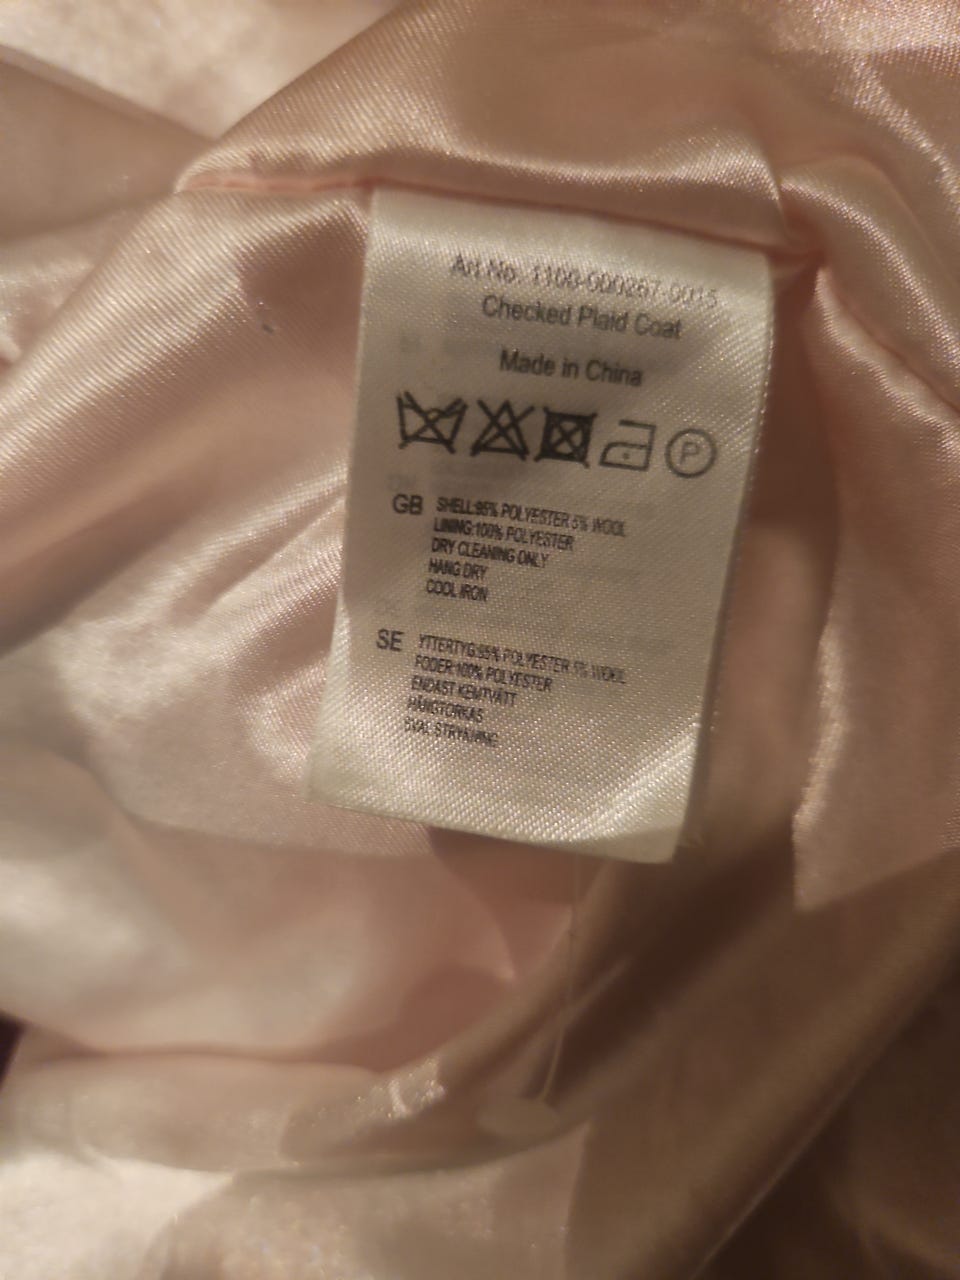 Art No. 1100-000267-0015
Checked Plaid Coat
Made in China
P
GB SHELL:95% POLYESTER 5% WOOL
LINING:100% POLYESTER
DRY CLEANING ONLY
HANG DRY
COOL IRON
SE YTTERTYG:95% POLYESTER 5% WOOL
FODER:100% POLYESTER
ENDAST KEMTVÄTT
HÄNGTORKAS
SVAL STRYKNING